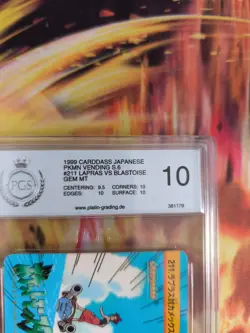 1999 CARDDASS JAPANESE
PKMN VENDING S.6
#211 LAPRAS VS BLASTOISE
GEM MT
CENTERING: 9.5 CORNERS: 10
EDGES: 10 SURFACE: 10
10
PGS
www.platin-grading.de
381179